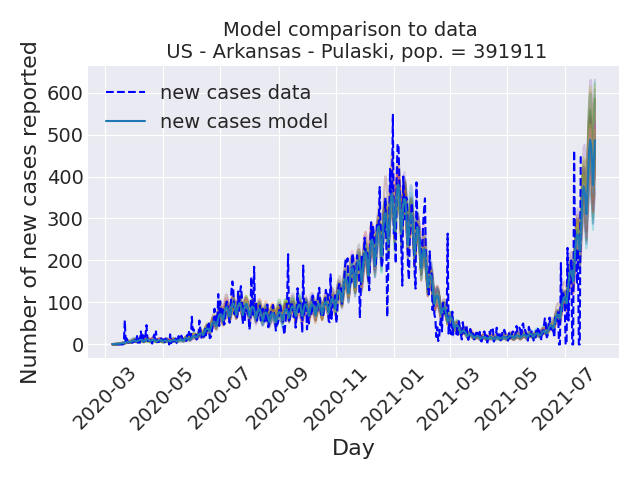 Model comparison to data
US - Arkansas - Pulaski, pop. = 391911
Number of new cases reported
600
500
400
300
200
100
0
new cases data
new cases model
2020-03
2020-05
2020-07
2020-09
2020-11
2021-01
2021-03
2021-05
2021-07
Day